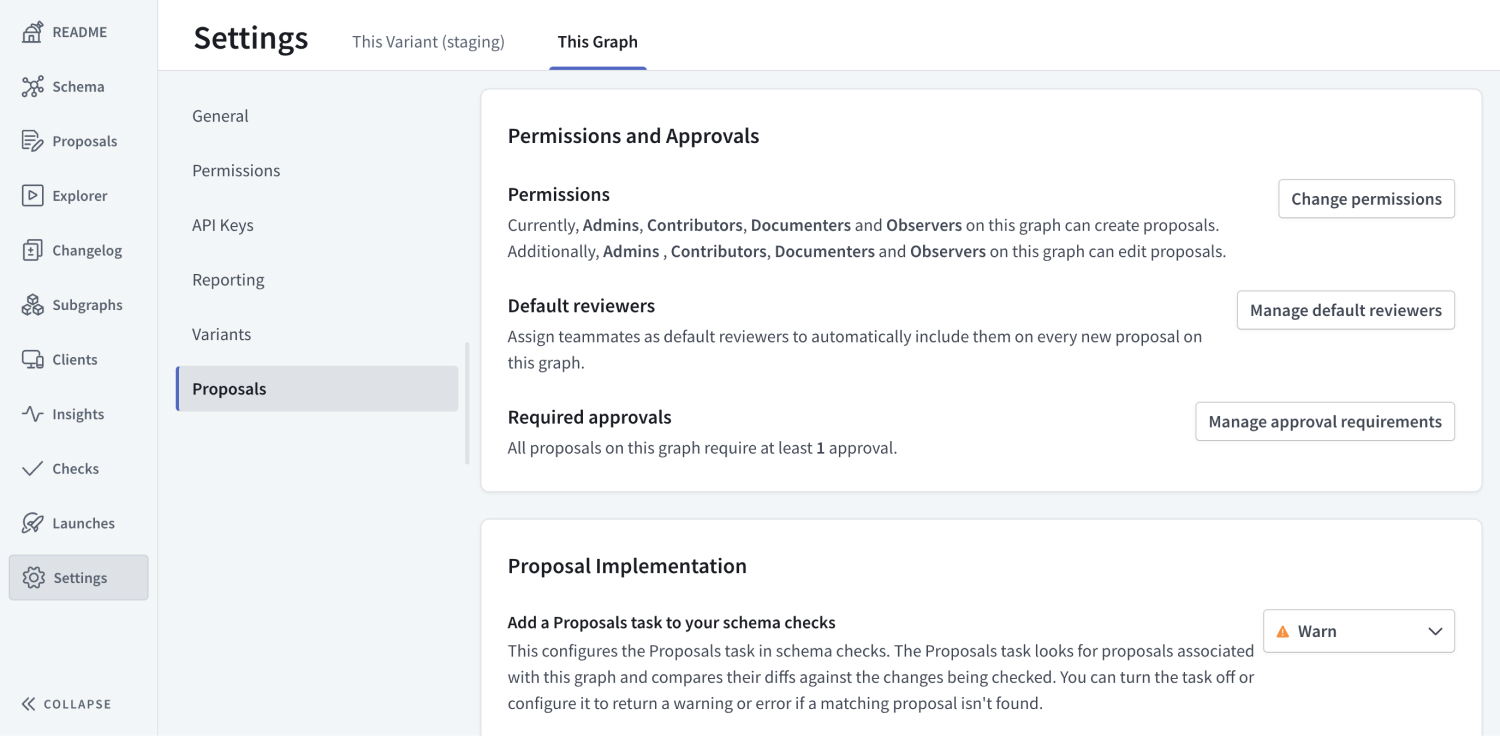 README
Schema
Proposals
Explorer
Changelog
Subgraphs
Clients
Insights
Checks
Launches
Settings
COLLAPSE
Settings
This Variant (staging)
This Graph
General
Permissions
API Keys
Reporting
Variants
Proposals
Permissions and Approvals
Permissions
Change permissions
Currently, Admins, Contributors, Documenters and Observers on this graph can create proposals.
Additionally, Admins , Contributors, Documenters and Observers on this graph can edit proposals.
Default reviewers
Manage default reviewers
Assign teammates as default reviewers to automatically include them on every new proposal on
this graph.
Required approvals
Manage approval requirements
All proposals on this graph require at least 1 approval.
Proposal Implementation
Add a Proposals task to your schema checks
Warn
This configures the Proposals task in schema checks. The Proposals task looks for proposals associated
with this graph and compares their diffs against the changes being checked. You can turn the task off or
configure it to return a warning or error if a matching proposal isn't found.